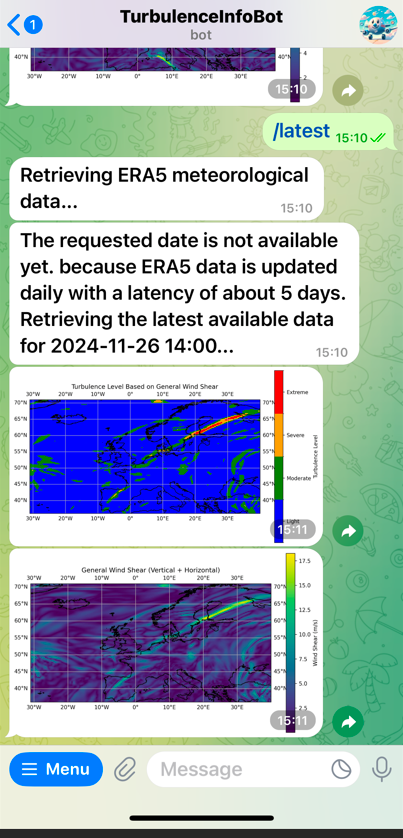 1
TurbulenceInfoBot
bot
40°N
40°N
4
2
30°W 20°W 10°W 0° 10°E 20°E 30°E
15:10
/latest 15:10
Retrieving ERA5 meteorological
data...
15:10
The requested date is not available
yet. because ERA5 data is updated
daily with a latency of about 5 days.
Retrieving the latest available data
for 2024-11-26 14:00...
15:10
Turbulence Level Based on General Wind Shear
30°W 20°W 10°W 0° 10°E 20°E 30°E
70°N
65°N
60°N
55°N
50°N
45°N
40°N
70°N
65°N
60°N
55°N
50°N
45°N
40°N
30°W 20°W 10°W 0° 10°E 20°E 30°E
Extreme
Severe
Moderate
Light
Turbulence Level
15:11
General Wind Shear (Vertical + Horizontal)
30°W 20°W 10°W 0° 10°E 20°E 30°E
70°N
65°N
60°N
55°N
50°N
45°N
40°N
70°N
65°N
60°N
55°N
50°N
45°N
40°N
30°W 20°W 10°W 0° 10°E 20°E 30°E
17.5
15.0
12.5
10.0
7.5
5.0
2.5
Wind Shear (m/s)
15:11
Menu
Message